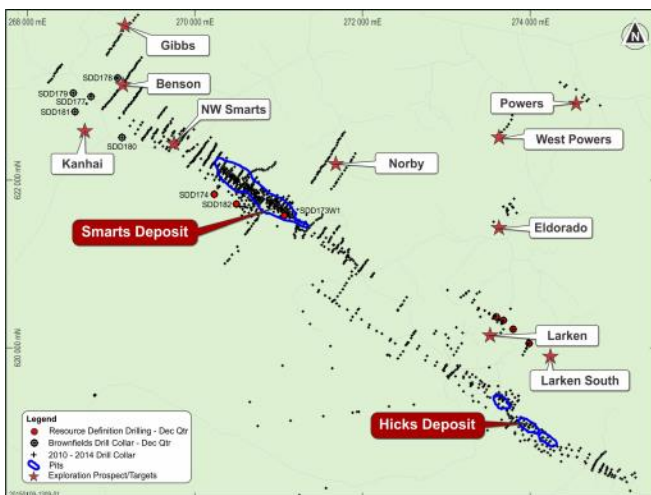 268 000 mE
270 000 mE
272 000 mE
274 000 mE
N
Gibbs
SDD178
SDD179
SDD177
Benson
SDD181
NW Smarts
Powers
West Powers
Kanhai
SDD180
Norby
622 000 mN
SDD174
SDD182
SDD173W1
Smarts Deposit
Eldorado
620 000 mN
Larken
Larken South
Hicks Deposit
Legend
Resource Definition Drilling - Dec Qtr
Brownfields Drill Collar - Dec Qtr
2010 - 2014 Drill Collar
Pits
Exploration Prospect/Targets